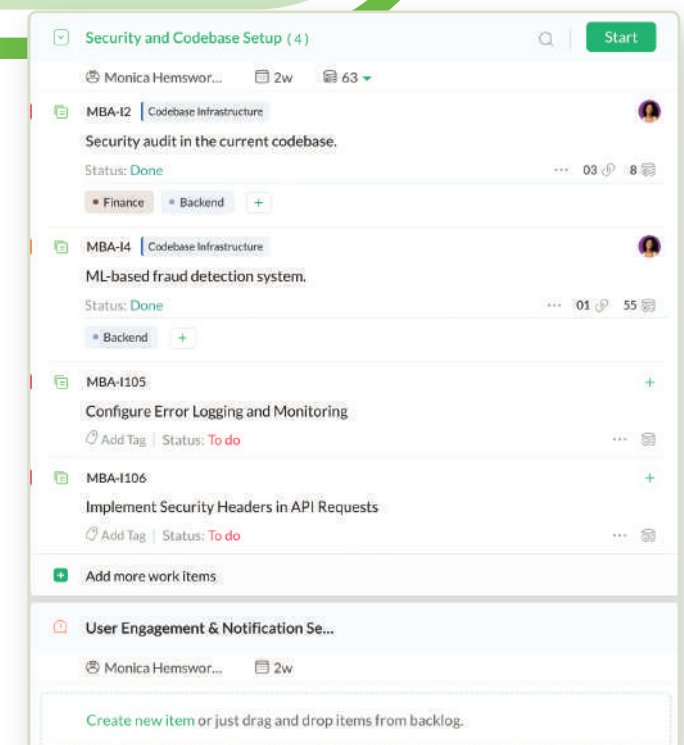 Security and Codebase Setup (4)
Start
Monica Hemswor... 2w 63
MBA-I2 Codebase Infrastructure
Security audit in the current codebase.
Status: Done ... 03 8
• Finance • Backend +
MBA-I4 Codebase Infrastructure
ML-based fraud detection system.
Status: Done ... 01 55
• Backend +
MBA-I105 +
Configure Error Logging and Monitoring
Add Tag | Status: To do ...
MBA-I106 +
Implement Security Headers in API Requests
Add Tag | Status: To do ...
+ Add more work items
User Engagement & Notification Se...
Monica Hemswor... 2w
Create new item or just drag and drop items from backlog.